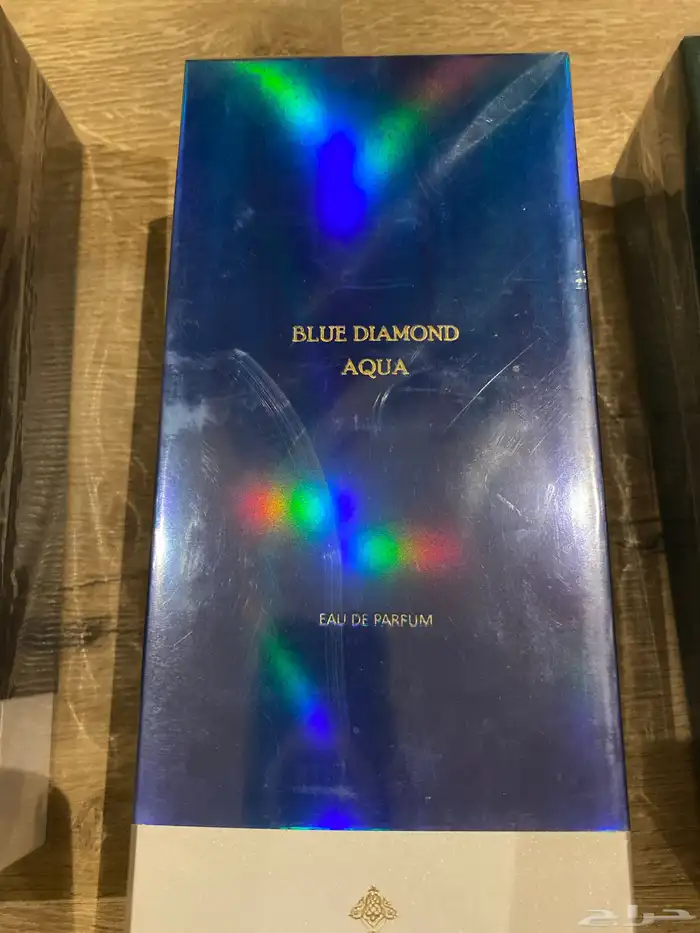 BLUE DIAMOND
AQUA
EAU DE PARFUM
حراج